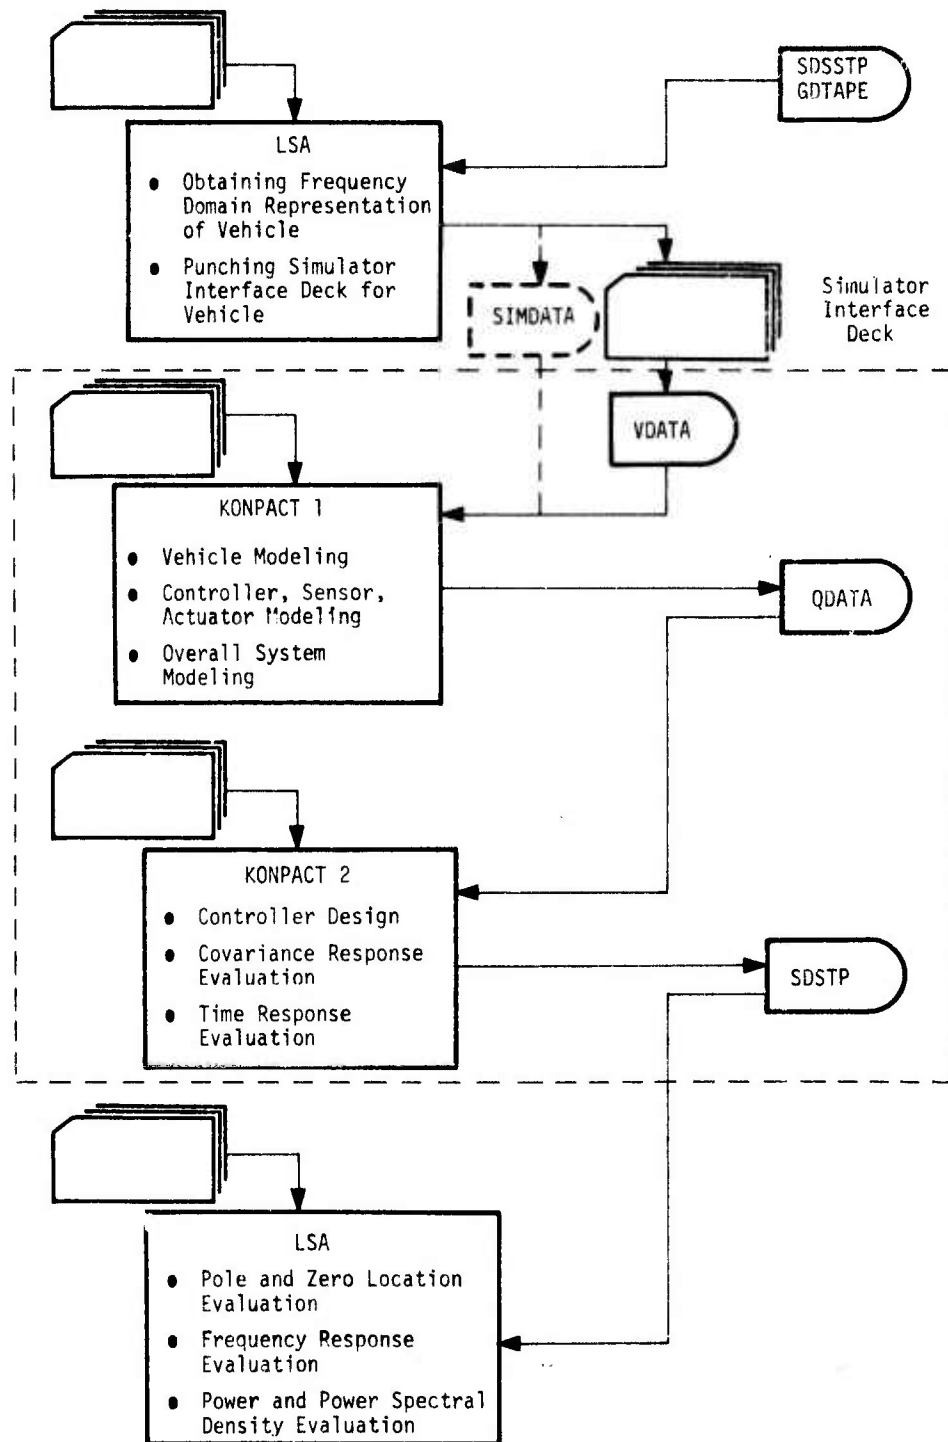 SDSSTP
GDTAPE
LSA
• Obtaining Frequency
Domain Representation
of Vehicle
• Punching Simulator
Interface Deck for
Vehicle
SIMDATA
Simulator
Interface
Deck
VDATA
KONPACT 1
• Vehicle Modeling
• Controller, Sensor,
Actuator Modeling
• Overall System
Modeling
QDATA
KONPACT 2
• Controller Design
• Covariance Response
Evaluation
• Time Response
Evaluation
SDSTP
LSA
• Pole and Zero Location
Evaluation
• Frequency Response
Evaluation
• Power and Power Spectral
Density Evaluation